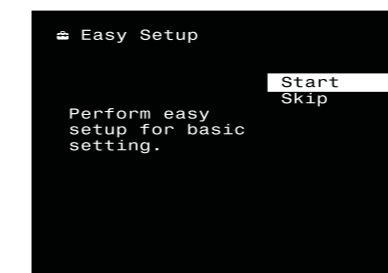 Easy Setup
Start
Skip
Perform easy
setup for basic
setting.